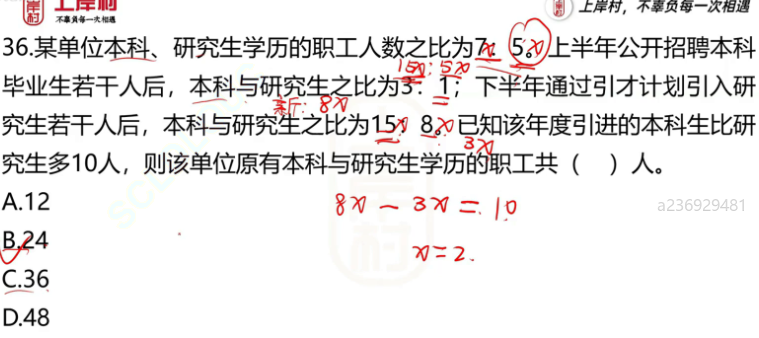 上岸村
不辜负每一次相遇
上岸村，不辜负每一次相遇
36.某单位本科、研究生学历的职工人数之比为7x：5x。上半年公开招聘本科
15x：5x
毕业生若干人后，本科与研究生之比为3：1；下半年通过引才计划引入研
新：8x
究生若干人后，本科与研究生之比为15x：8x。已知该年度引进的本科生比研
3x
究生多10人，则该单位原有本科与研究生学历的职工共（ ）人。
A.12
8x－3x＝10
a236929481
B.24
x＝2.
C.36
D.48